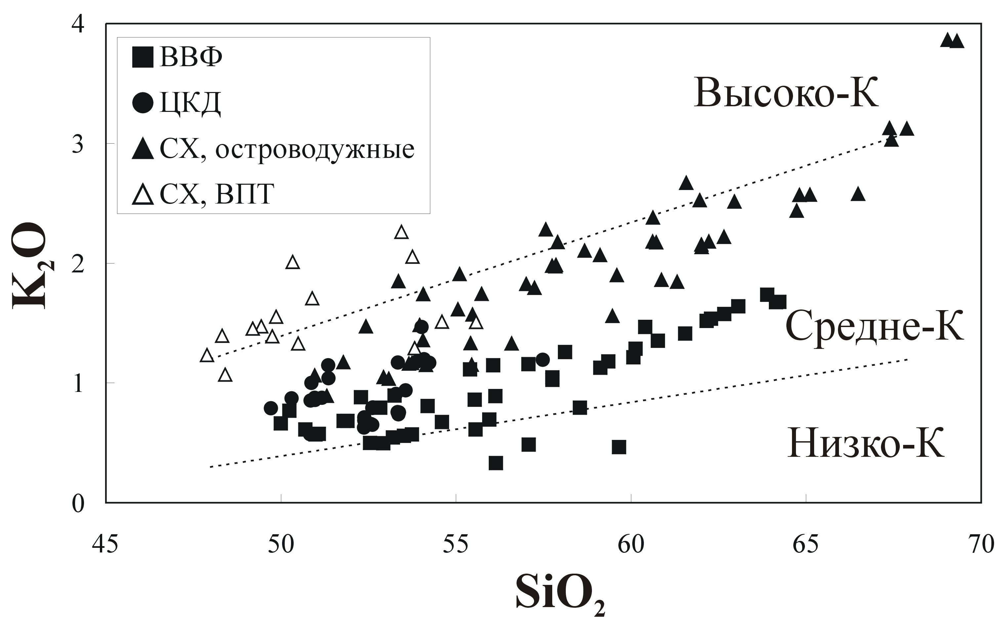 4
ВВФ
ЦКД
СХ, островодужные
СХ, ВПТ
Высоко-К
3
K₂O
2
Средне-К
1
Низко-К
0
45 50 55 60 65 70
SiO₂